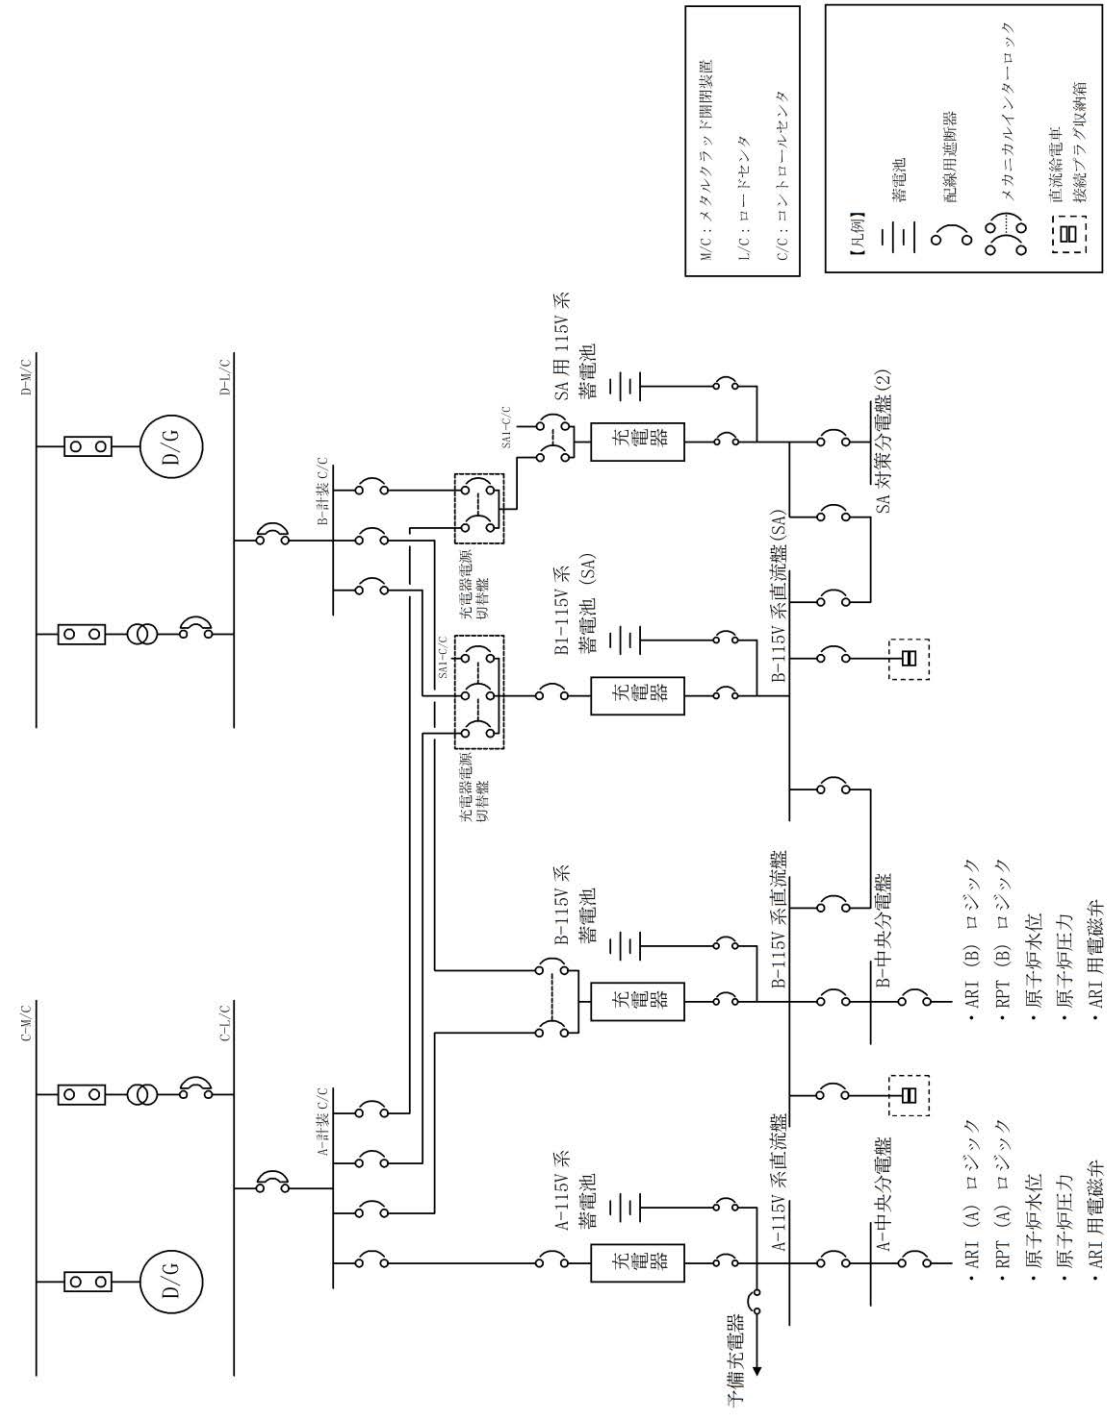 C-M/C
D-M/C
D/G
D/G
C-L/C
D-L/C
A-計装 C/C
B-計装 C/C
SA1-C/C
充電器電源
切替盤
充電器電源
切替盤
SA1-C/C
A-115V 系
蓄電池
B-115V 系
蓄電池
B1-115V 系
蓄電池 (SA)
SA 用 115V 系
蓄電池
充電器
充電器
充電器
充電器
予備充電器
A-115V 系直流盤
B-115V 系直流盤
B-115V 系直流盤(SA)
A-中央分電盤
B-中央分電盤
SA 対策分電盤(2)
・ARI (A) ロジック
・RPT (A) ロジック
・原子炉水位
・原子炉圧力
・ARI 用電磁弁
・ARI (B) ロジック
・RPT (B) ロジック
・原子炉水位
・原子炉圧力
・ARI 用電磁弁
M/C：メタルクラッド開閉装置
L/C：ロードセンタ
C/C：コントロールセンタ
【凡例】
蓄電池
配線用遮断器
メカニカルインターロック
直流給電車
接続プラグ収納箱